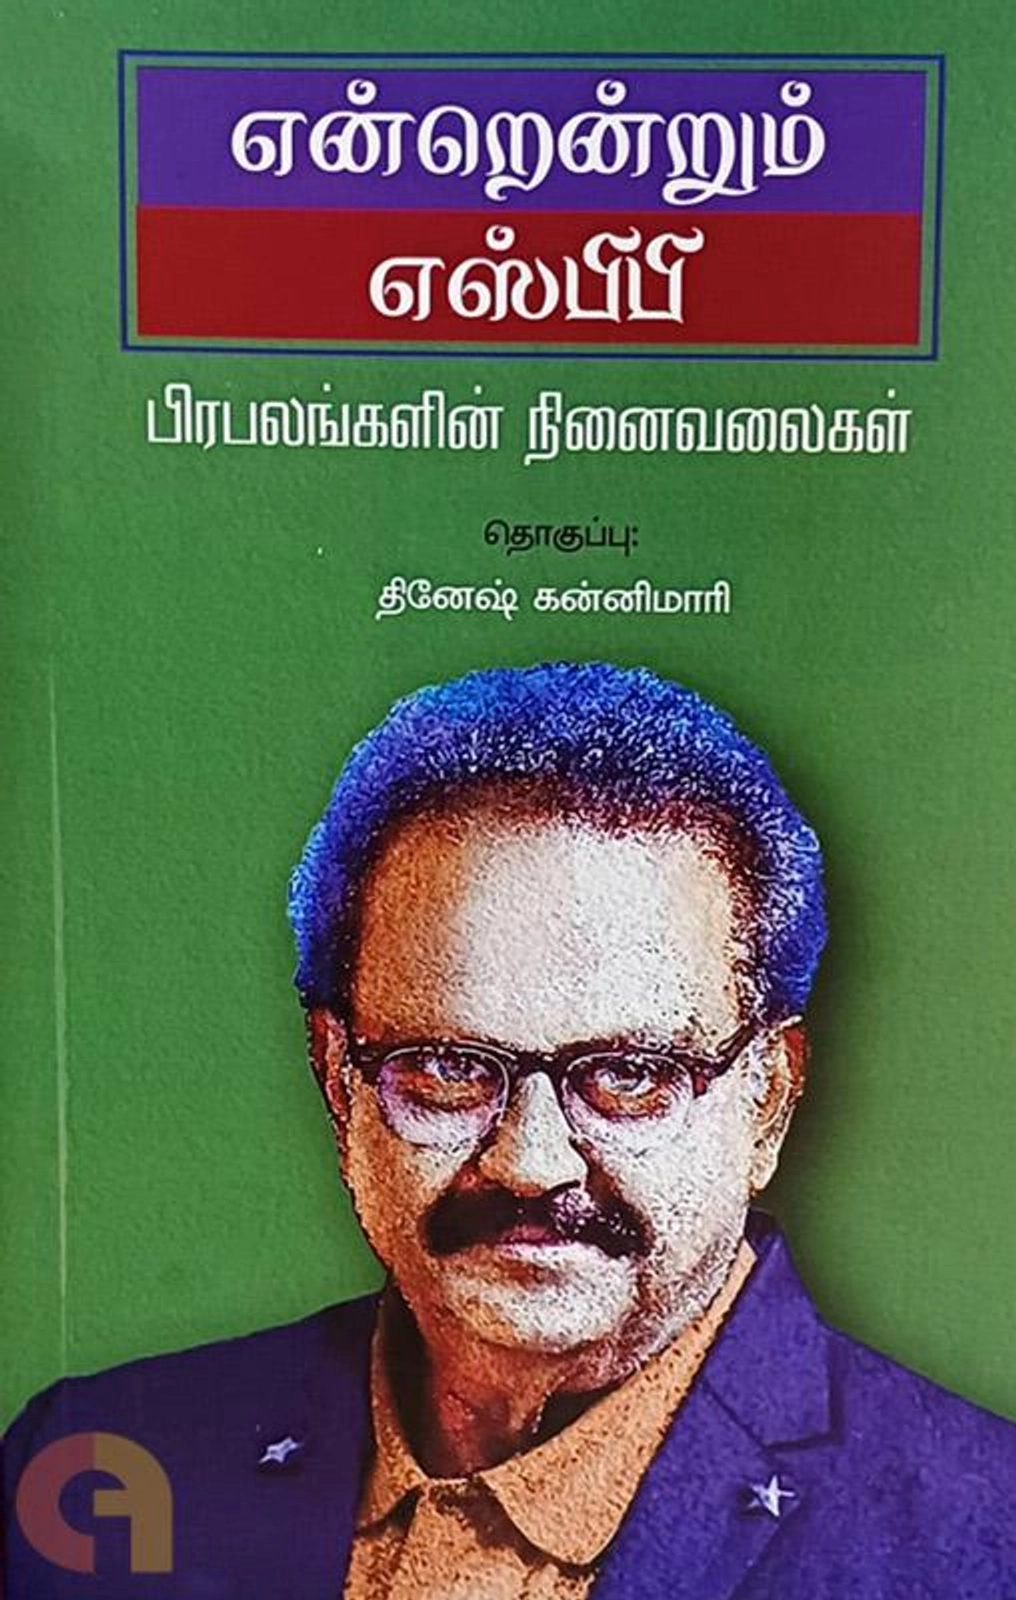 என்றென்றும்
எஸ்பிபி
பிரபலங்களின் நினைவலைகள்
தொகுப்பு:
தினேஷ் கன்னிமாரி